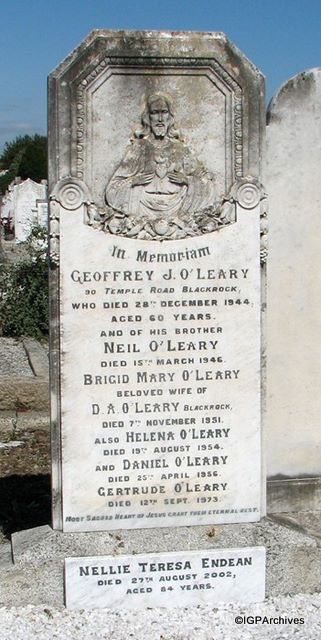 In Memoriam
GEOFFREY J. O'LEARY
90 TEMPLE ROAD BLACKROCK,
WHO DIED 28TH DECEMBER 1944,
AGED 60 YEARS.
AND OF HIS BROTHER
NEIL O'LEARY
DIED 15TH MARCH 1946.
BRIGID MARY O'LEARY
BELOVED WIFE OF
D.A. O'LEARY BLACKROCK,
DIED 7TH NOVEMBER 1951.
ALSO HELENA O'LEARY
DIED 19TH AUGUST 1954.
AND DANIEL O'LEARY
DIED 25TH APRIL 1956.
GERTRUDE O'LEARY
DIED 12TH SEPT. 1973.
MOST SACRED HEART OF JESUS GRANT THEM ETERNAL REST.
NELLIE TERESA ENDEAN
DIED 27TH AUGUST 2002,
AGED 84 YEARS.
©IGPArchives